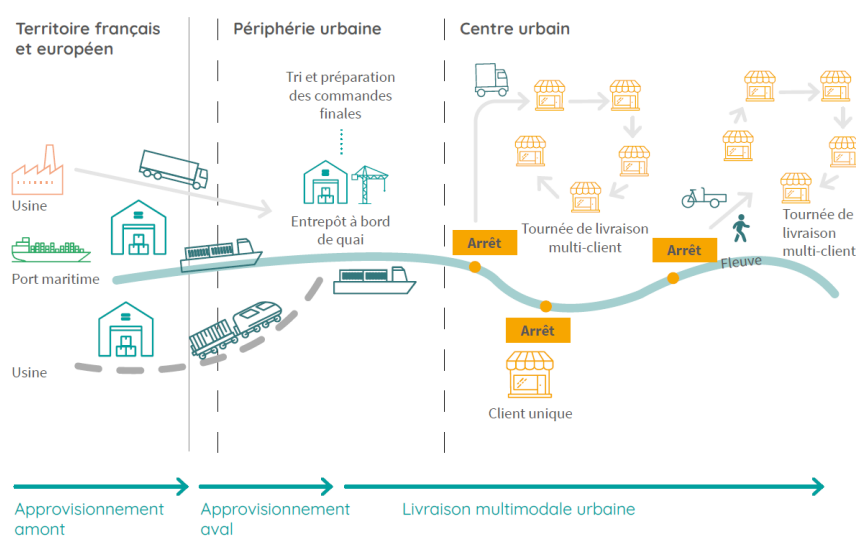 Territoire français
et européen
Périphérie urbaine
Centre urbain
Tri et préparation
des commandes
finales
Usine
Entrepôt à bord
de quai
Port maritime
Usine
Arrêt
Tournée de livraison
multi-client
Arrêt
Fleuve
Tournée de
livraison
multi-client
Arrêt
Client unique
Approvisionnement
amont
Approvisionnement
aval
Livraison multimodale urbaine